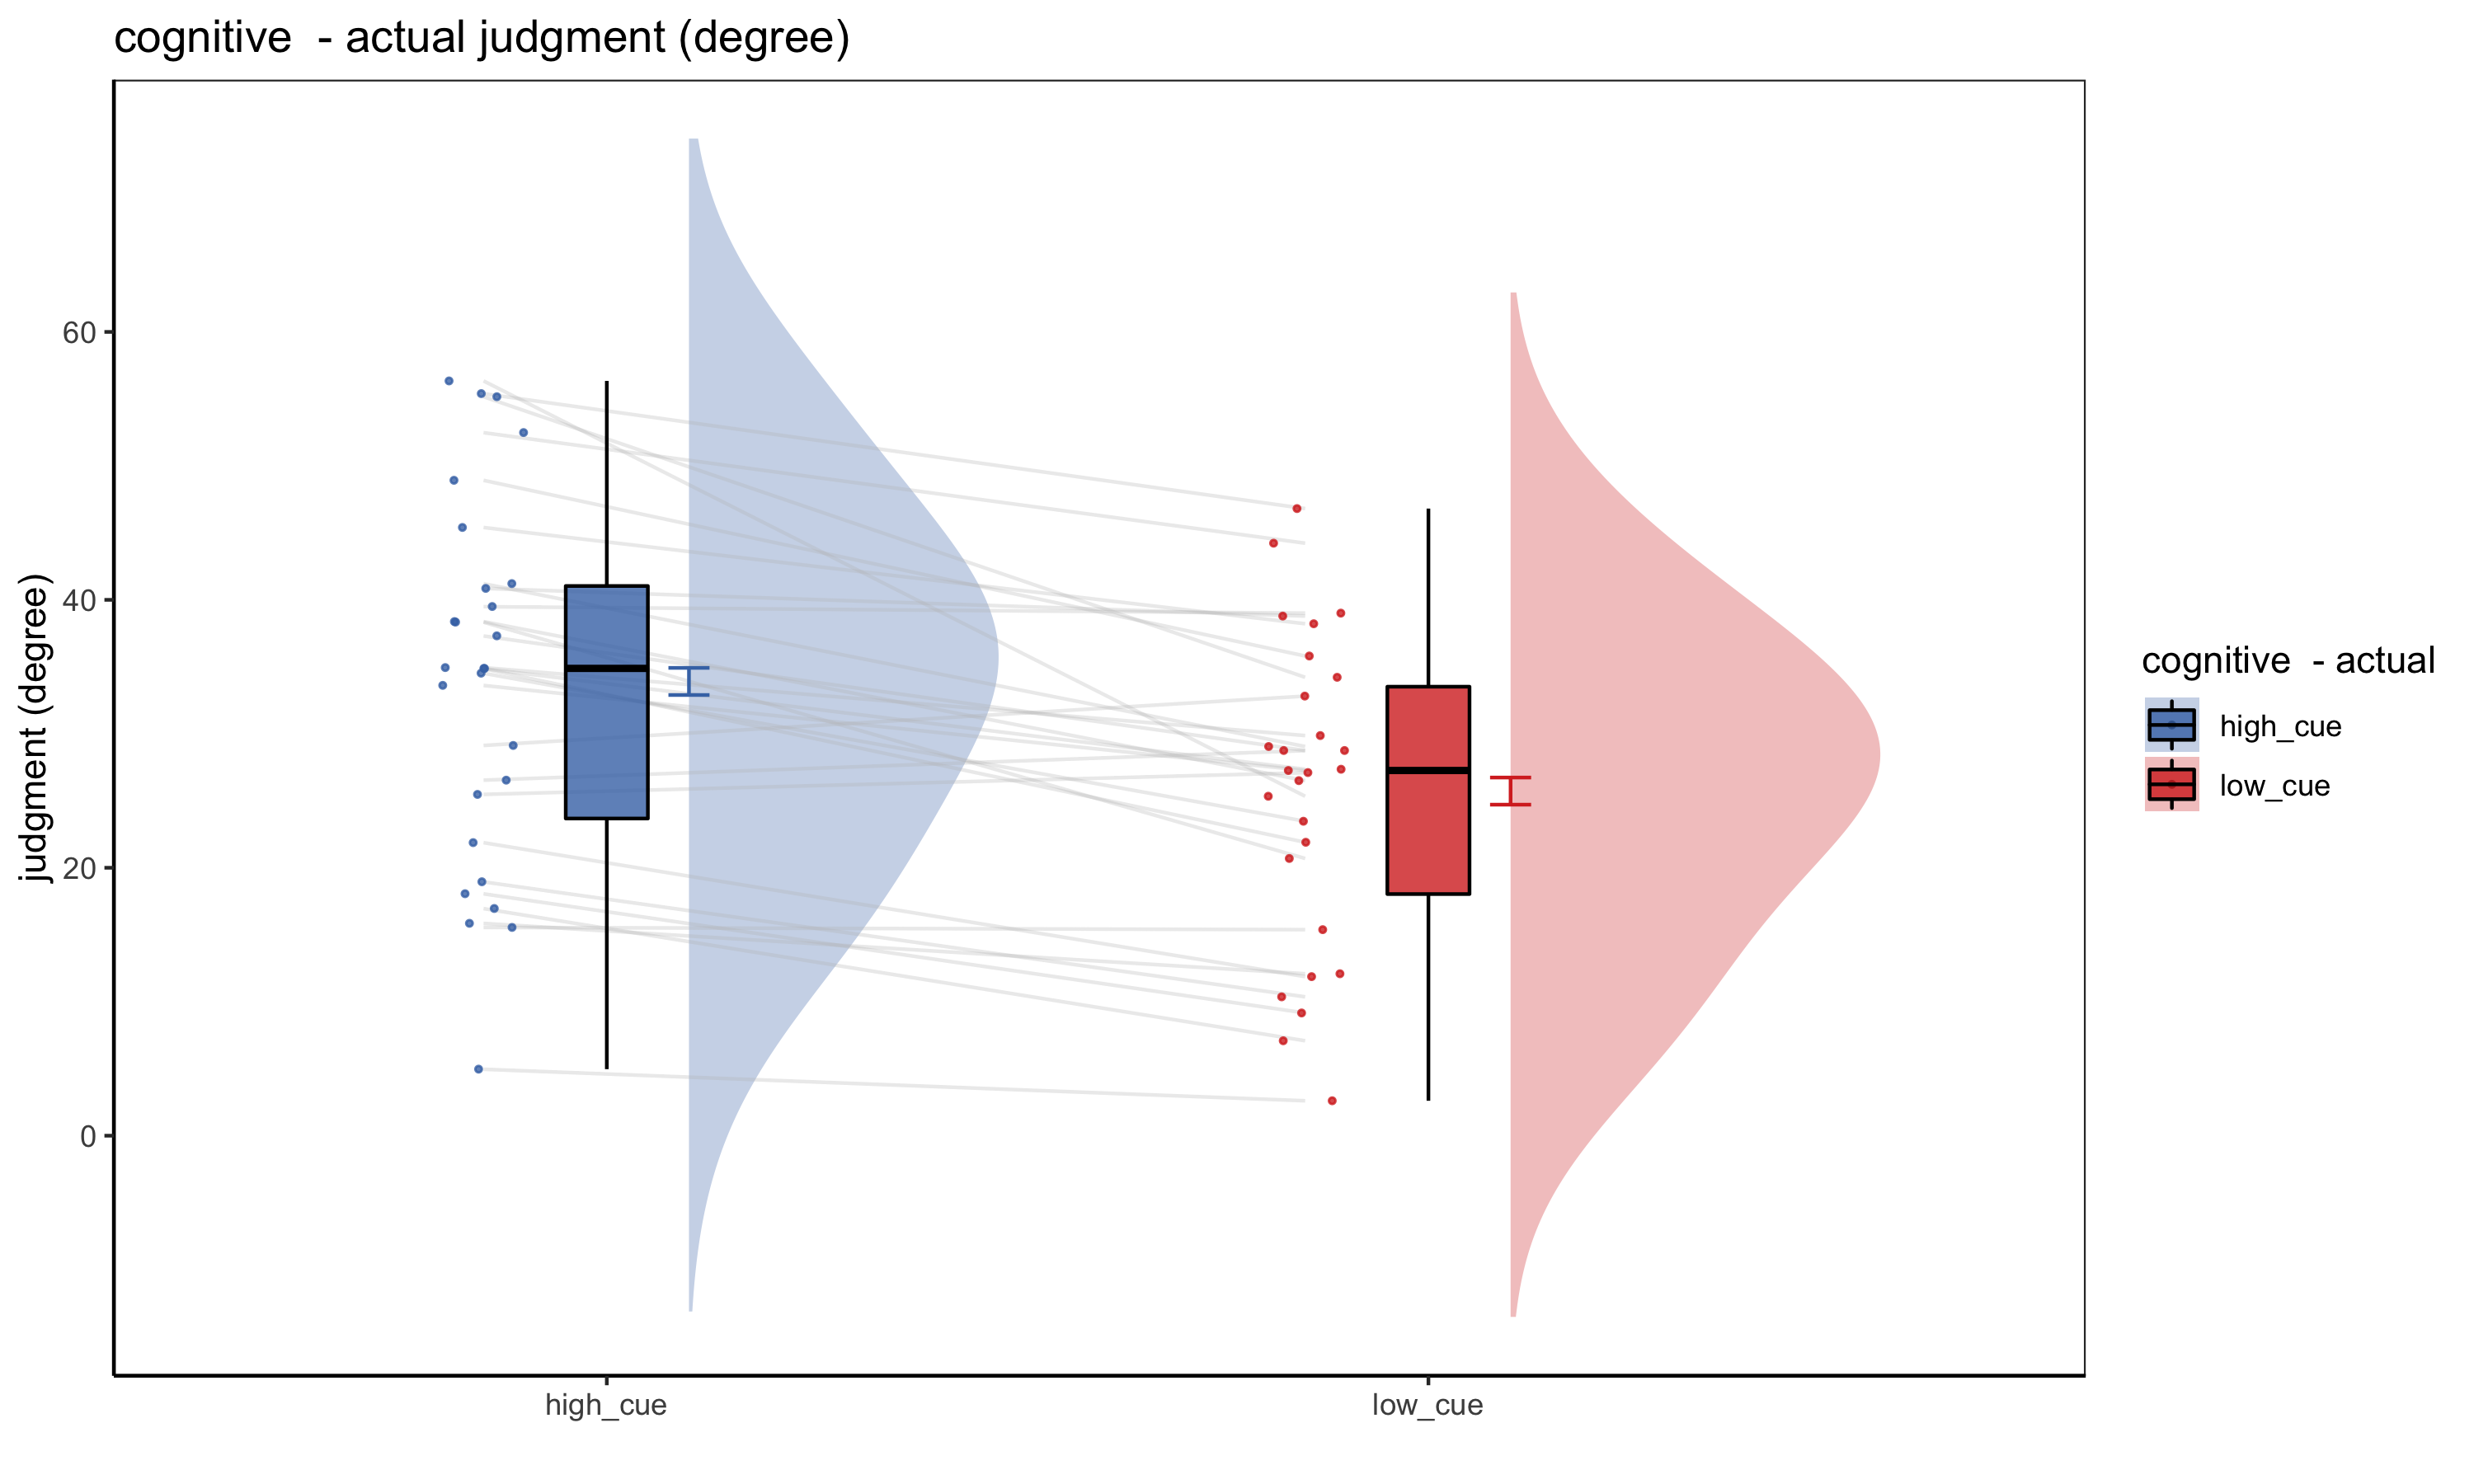 cognitive  - actual judgment (degree)
judgment (degree)
60
40
20
0
high_cue
low_cue
cognitive  - actual
high_cue
low_cue